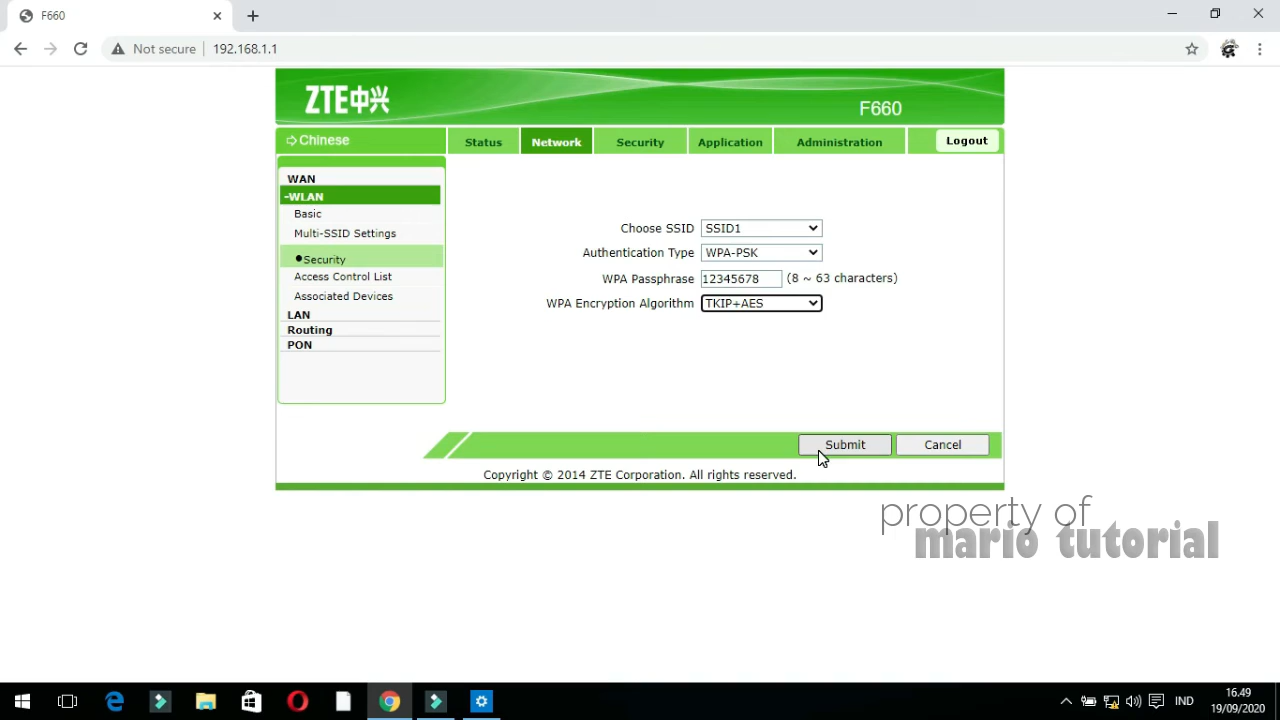 F660
Not secure
192.168.1.1
ZTE中兴
F660
Chinese
Status
Network
Security
Application
Administration
Logout
WAN
-WLAN
Basic
Multi-SSID Settings
Security
Access Control List
Associated Devices
LAN
Routing
PON
Choose SSID SSID1
Authentication Type WPA-PSK
WPA Passphrase 12345678 (8 ~ 63 characters)
WPA Encryption Algorithm TKIP+AES
Submit
Cancel
Copyright © 2014 ZTE Corporation. All rights reserved.
property of
mario tutorial
IND
16.49
19/09/2020